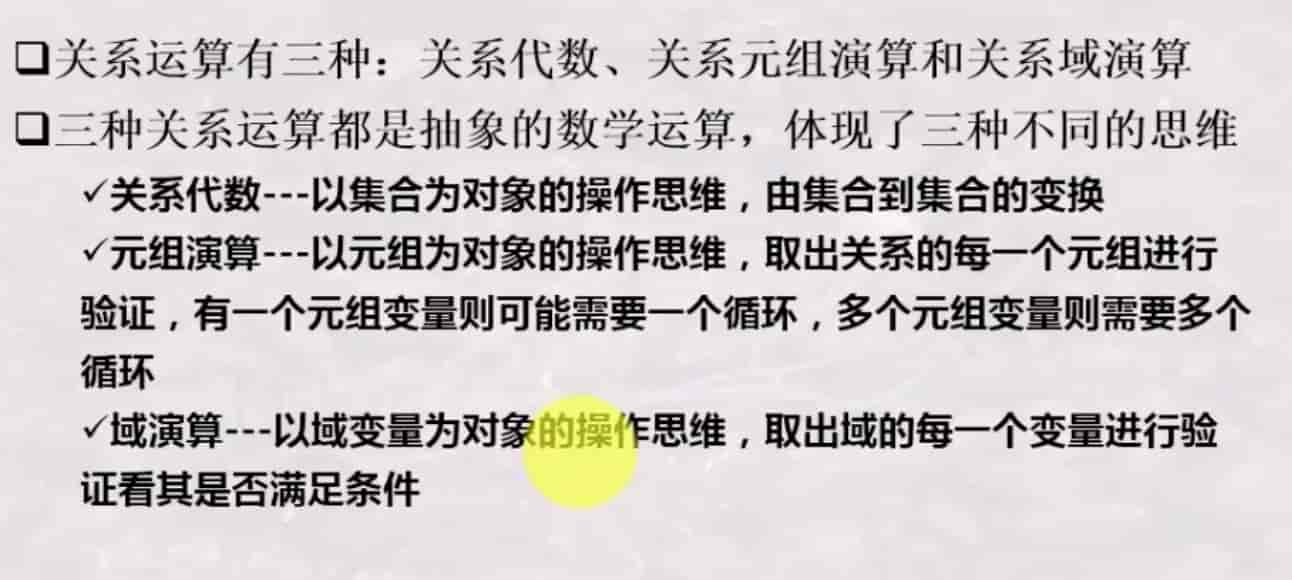 ❑关系运算有三种：关系代数、关系元组演算和关系域演算
❑三种关系运算都是抽象的数学运算，体现了三种不同的思维
✓关系代数---以集合为对象的操作思维，由集合到集合的变换
✓元组演算---以元组为对象的操作思维，取出关系的每一个元组进行
验证，有一个元组变量则可能需要一个循环，多个元组变量则需要多个
循环
✓域演算---以域变量为对象的操作思维，取出域的每一个变量进行验
证看其是否满足条件